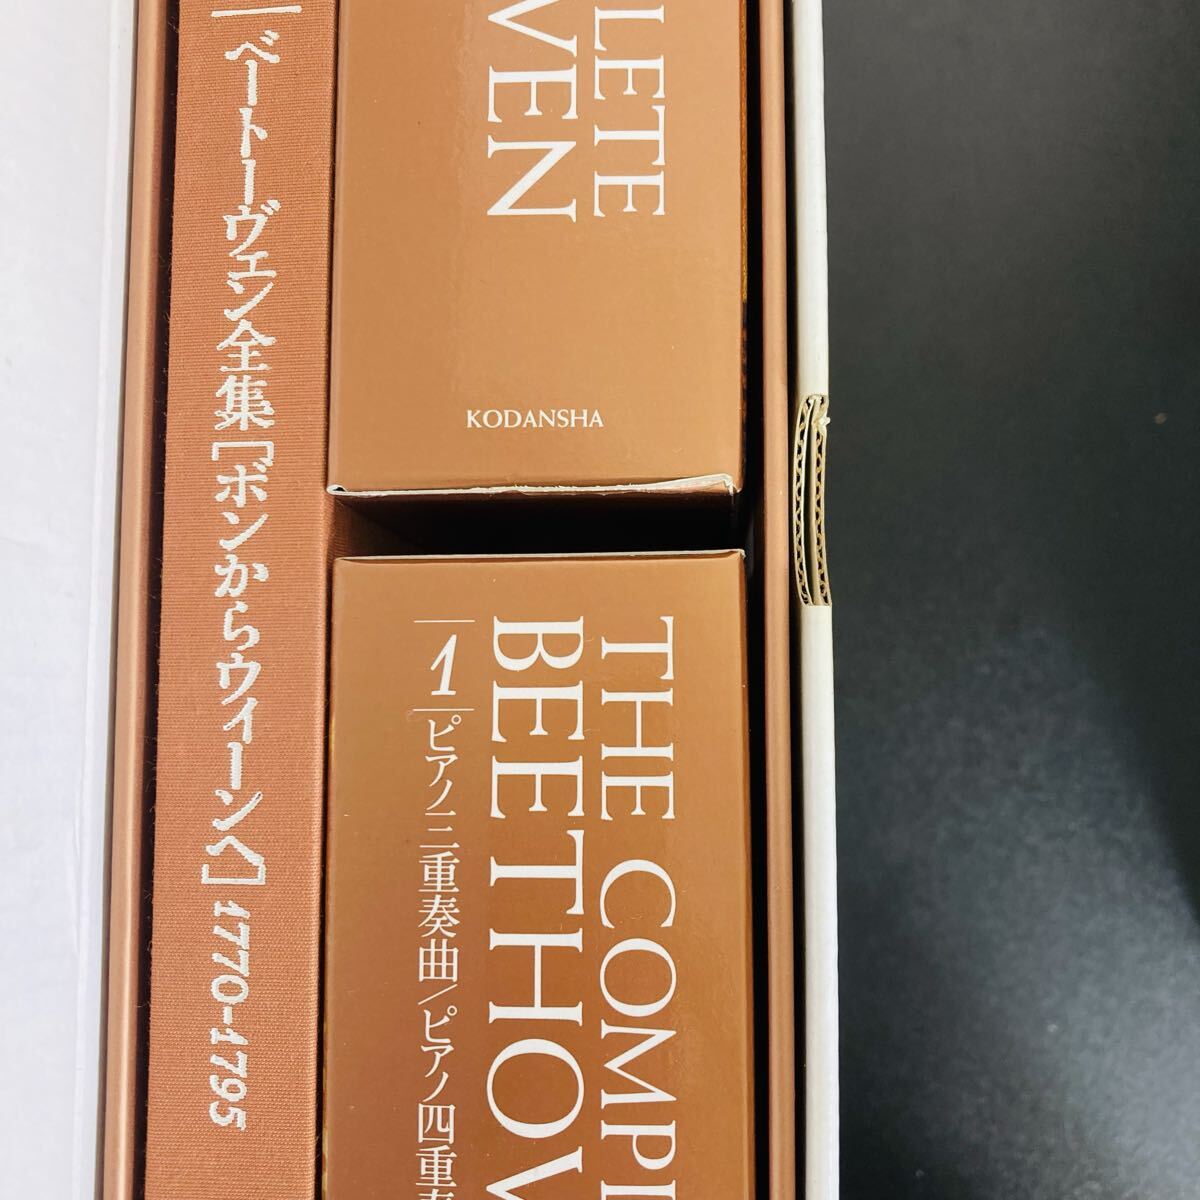 ベートーヴェン全集[ボンからウィーンへ] 1770-1795
LETE
VEN
KODANSHA
THE COMPL
BEETHOV
1 ピアノ三重奏曲/ピアノ四重奏